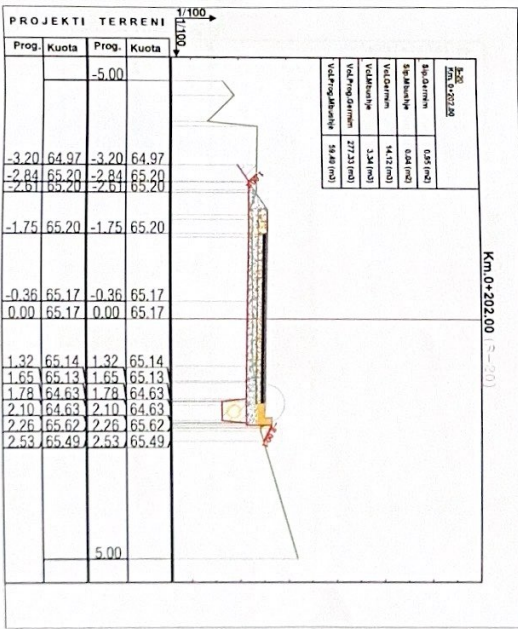 PROJEKTI TERRENI
1/100
1/100
Prog. Kuota Prog. Kuota
-5.00
-3.20 64.97 -3.20 64.97
-2.84 65.20 -2.84 65.20
-2.61 65.20 -2.61 65.20
-1.75 65.20 -1.75 65.20
-0.36 65.17 -0.36 65.17
0.00 65.17 0.00 65.17
1.32 65.14 1.32 65.14
1.65 65.13 1.65 65.13
1.78 64.63 1.78 64.63
2.10 64.63 2.10 64.63
2.26 65.62 2.26 65.62
2.53 65.49 2.53 65.49
5.00
Km.0+202.00 (S-20)
S-20
Km. 0+202.00
Sip.Germim 0.95 (m2)
Sip.Mbushje 0.04 (m2)
Vol.Germim 14.12 (m3)
Vol.Mbushje 3.34 (m3)
Vol.Prog.Germim 277.33 (m3)
Vol.Prog.Mbushje 59.40 (m3)